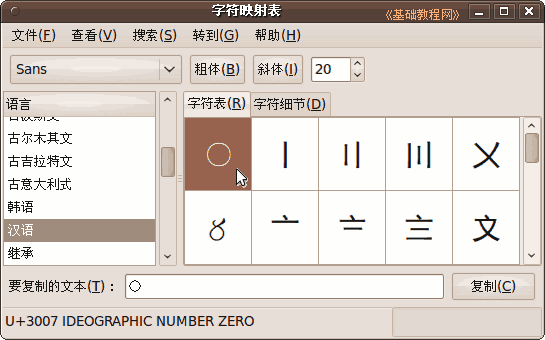 字符映射表
《基础教程网》
文件(F) 查看(V) 搜索(S) 转到(G) 帮助(H)
Sans 粗体(B) 斜体(I) 20
语言 字符表(R) 字符细节(D)
古尔木其文
古吉拉特文
古意大利式
韩语
汉语
继承
〇 〡 〢 〣 〤
〥 〦 〧 〨 〩
要复制的文本(T)： 〇 复制(C)
U+3007 IDEOGRAPHIC NUMBER ZERO